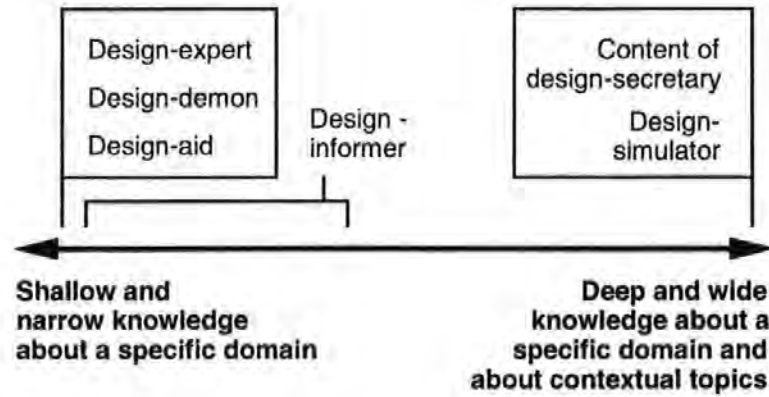 Design-expert
Design-demon
Design-aid
Design -
informer
Content of
design-secretary
Design-
simulator
Shallow and
narrow knowledge
about a specific domain
Deep and wide
knowledge about a
specific domain and
about contextual topics